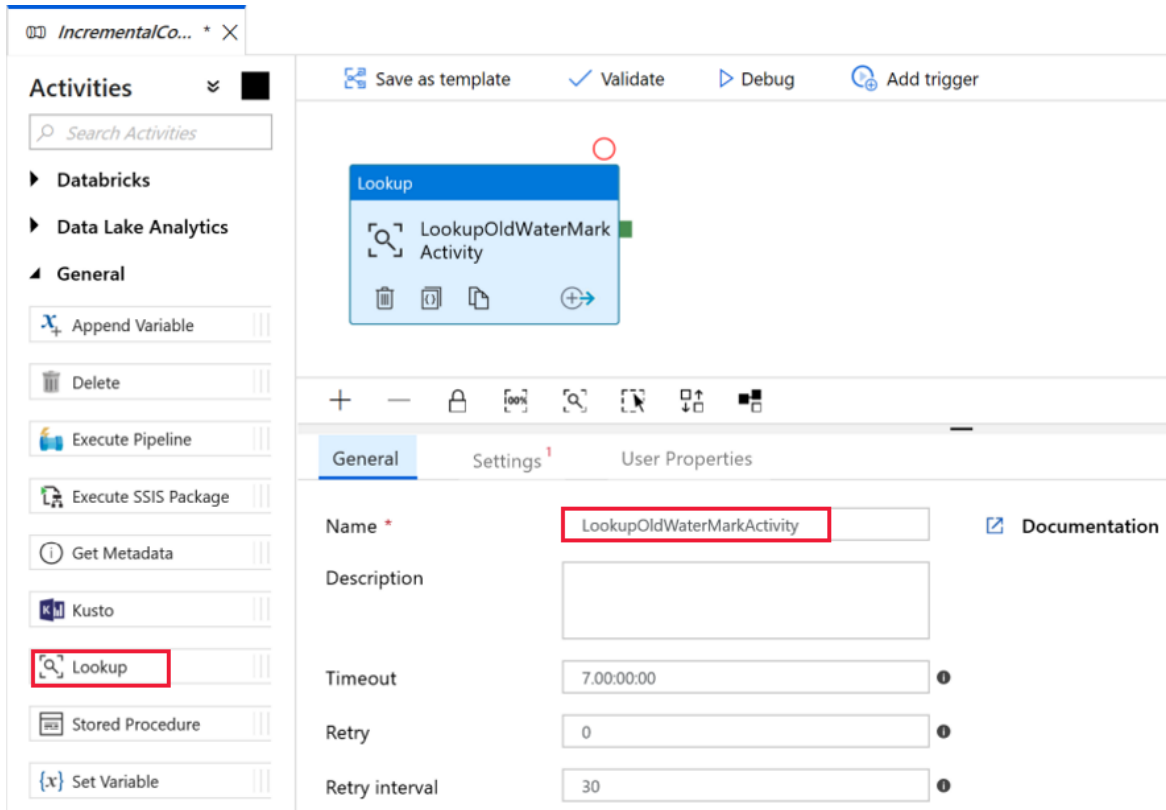 IncrementalCo... *
Activities
Search Activities
Databricks
Data Lake Analytics
General
Append Variable
Delete
Execute Pipeline
Execute SSIS Package
Get Metadata
Kusto
Lookup
Stored Procedure
{x} Set Variable
Save as template
Validate
Debug
Add trigger
Lookup
LookupOldWaterMark
Activity
100%
General
Settings 1
User Properties
Name *
LookupOldWaterMarkActivity
Documentation
Description
Timeout
7.00:00:00
Retry
0
Retry interval
30